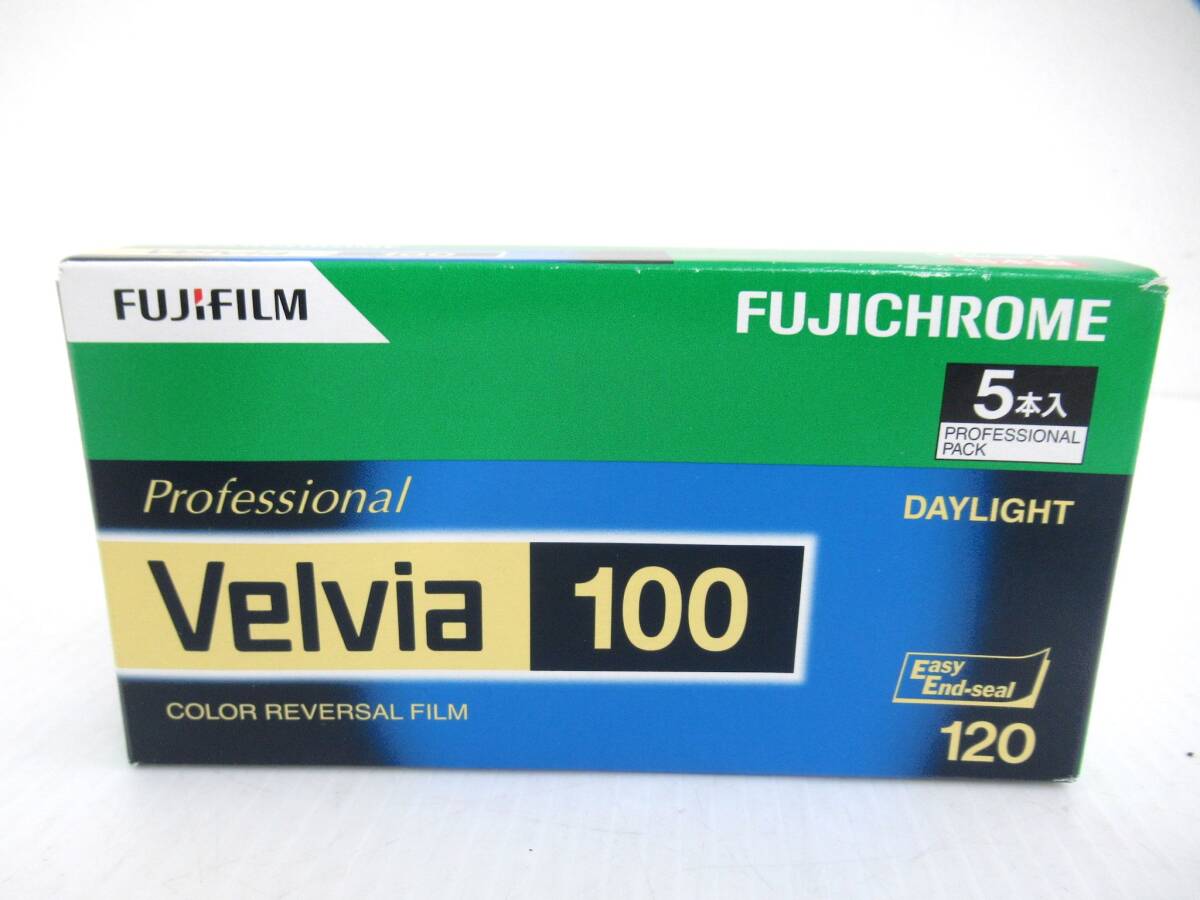 FUJIFILM
FUJICHROME
5本入
PROFESSIONAL
PACK
Professional
DAYLIGHT
Velvia 100
Easy
End-seal
COLOR REVERSAL FILM
120